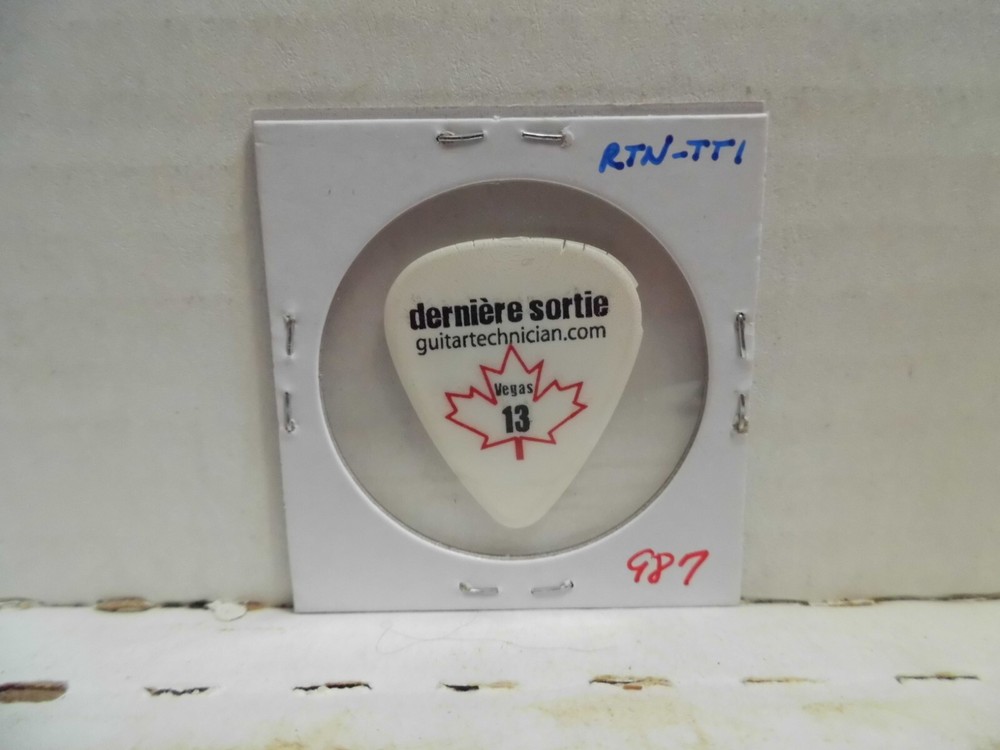 RTN-TT1
dernière sortie
guitartechnician.com
Vegas
13
987